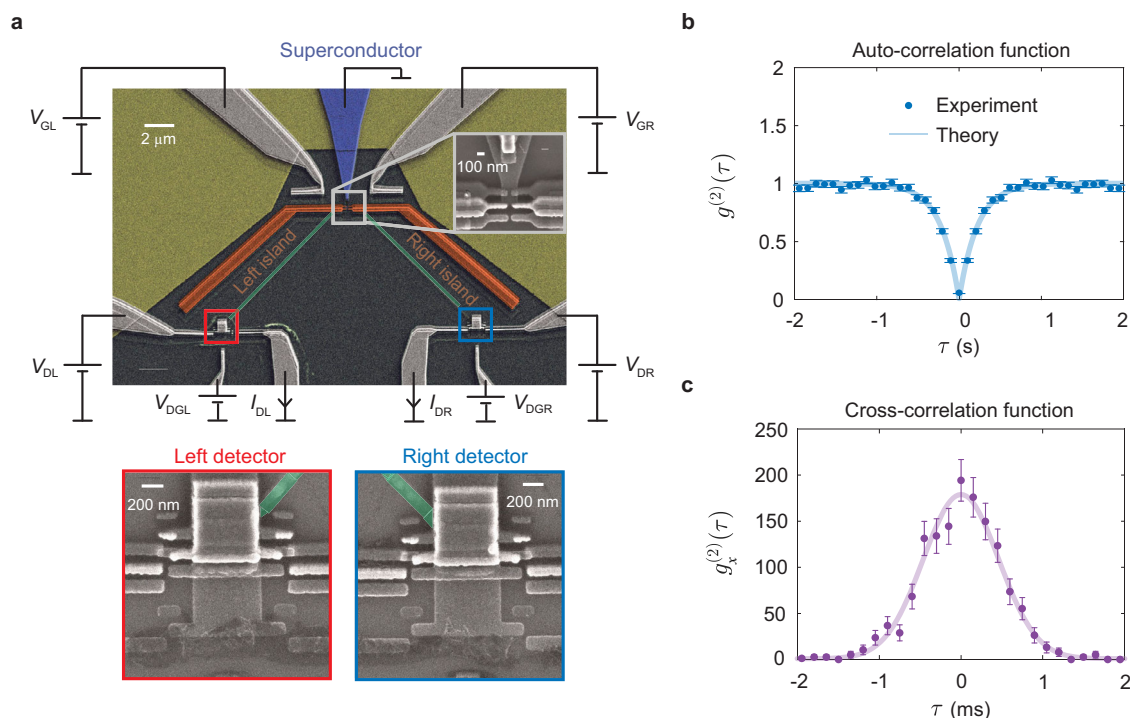 a
Superconductor
V_GL
V_GR
2 μm
100 nm
Left island
Right island
V_DL
V_DR
V_DGL
I_DL
I_DR
V_DGR
Left detector
Right detector
200 nm
200 nm
b
Auto-correlation function
2
1.5
1
0.5
0
g^(2)(τ)
Experiment
Theory
-2
-1
0
1
2
τ (s)
c
Cross-correlation function
250
200
150
100
50
0
g_x^(2)(τ)
-2
-1
0
1
2
τ (ms)